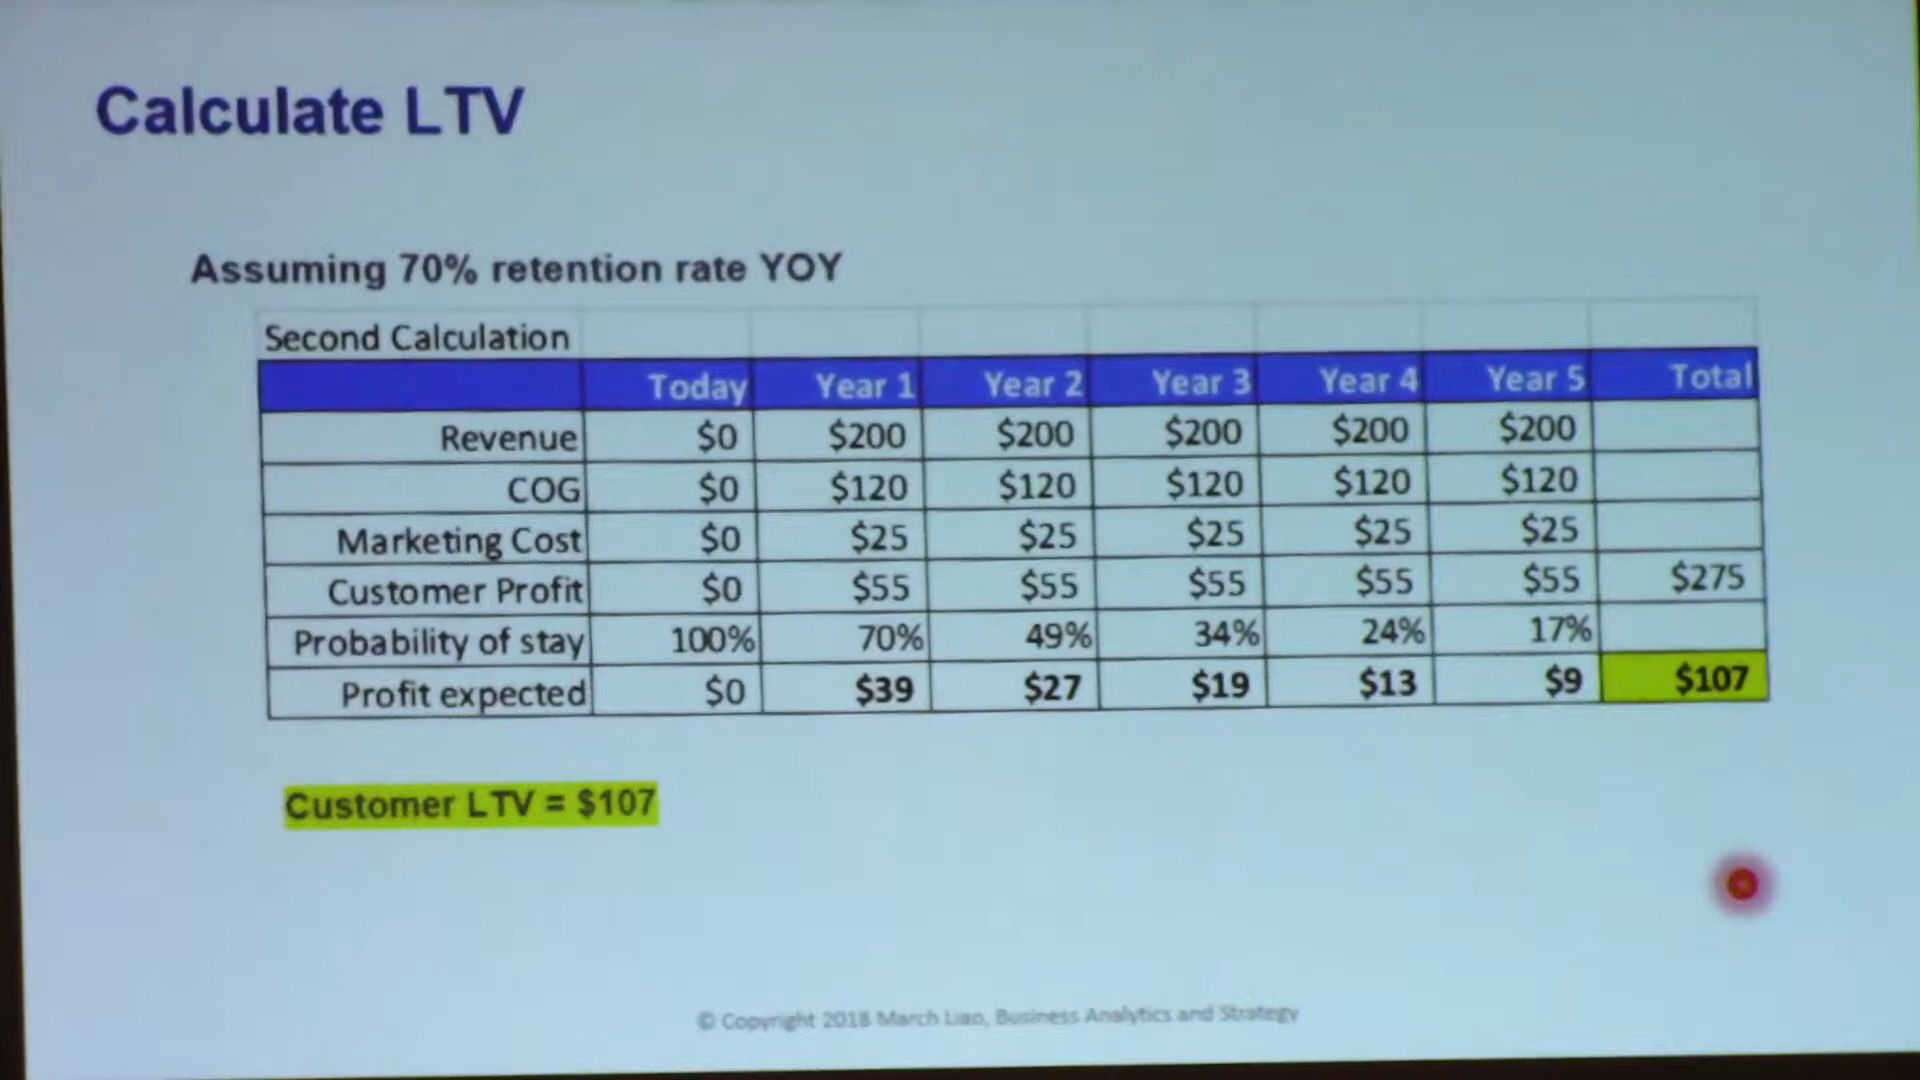 Calculate LTV
Assuming 70% retention rate YOY
Second Calculation
Today Year 1 Year 2 Year 3 Year 4 Year 5 Total
Revenue $0 $200 $200 $200 $200 $200
COG $0 $120 $120 $120 $120 $120
Marketing Cost $0 $25 $25 $25 $25 $25
Customer Profit $0 $55 $55 $55 $55 $55 $275
Probability of stay 100% 70% 49% 34% 24% 17%
Profit expected $0 $39 $27 $19 $13 $9 $107
Customer LTV = $107
© Copyright 2018 March Liao, Business Analytics and Strategy